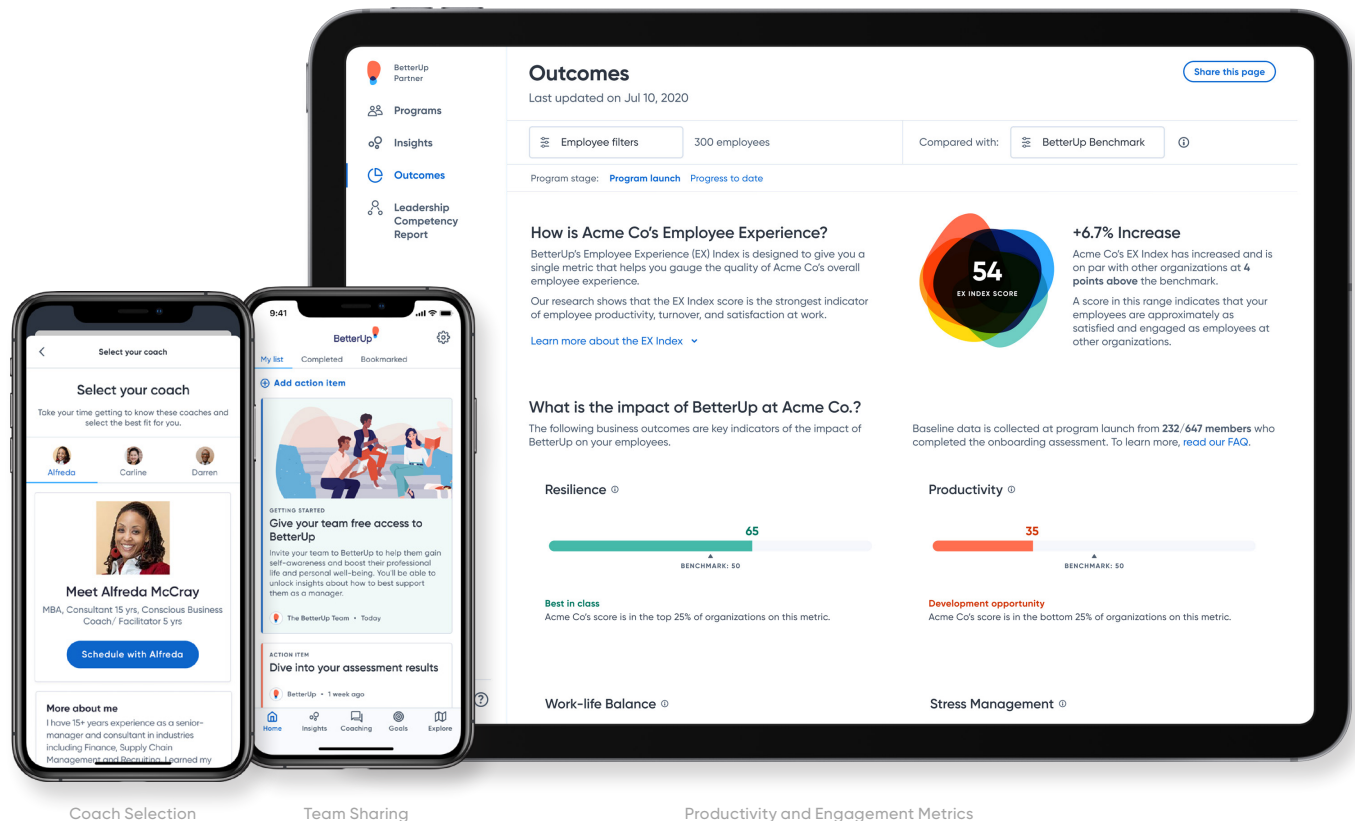 BetterUp
Partner
Programs
Insights
Outcomes
Leadership
Competency
Report
Outcomes
Last updated on Jul 10, 2020
Share this page
Employee filters
300 employees
Compared with:
BetterUp Benchmark
Program stage: Program launch Progress to date
How is Acme Co's Employee Experience?
BetterUp's Employee Experience (EX) Index is designed to give you a
single metric that helps you gauge the quality of Acme Co's overall
employee experience.
Our research shows that the EX Index score is the strongest indicator
of employee productivity, turnover, and satisfaction at work.
Learn more about the EX Index
54
EX INDEX SCORE
+6.7% Increase
Acme Co's EX Index has increased and is
on par with other organizations at 4
points above the benchmark.
A score in this range indicates that your
employees are approximately as
satisfied and engaged as employees at
other organizations.
What is the impact of BetterUp at Acme Co.?
The following business outcomes are key indicators of the impact of
BetterUp on your employees.
Baseline data is collected at program launch from 232/647 members who
completed the onboarding assessment. To learn more, read our FAQ.
Resilience
65
BENCHMARK: 50
Best in class
Acme Co's score is in the top 25% of organizations on this metric.
Productivity
35
BENCHMARK: 50
Development opportunity
Acme Co's score is in the bottom 25% of organizations on this metric.
Work-life Balance
Stress Management
Select your coach
Select your coach
Take your time getting to know these coaches and
select the best fit for you.
Alfreda
Carline
Darren
Meet Alfreda McCray
MBA, Consultant 15 yrs, Conscious Business
Coach/ Facilitator 5 yrs
Schedule with Alfreda
More about me
I have 15+ years experience as a senior-
manager and consultant in industries
including Finance, Supply Chain
Management and Recruiting. Learned my
9:41
BetterUp
My list
Completed
Bookmarked
Add action item
GETTING STARTED
Give your team free access to
BetterUp
Invite your team to BetterUp to help them gain
self-awareness and boost their professional
life and personal well-being. You'll be able to
unlock insights about how to best support
them as a manager.
The BetterUp Team • Today
ACTION ITEM
Dive into your assessment results
BetterUp • 1 week ago
Home
Insights
Coaching
Goals
Explore
Coach Selection
Team Sharing
Productivity and Engagement Metrics